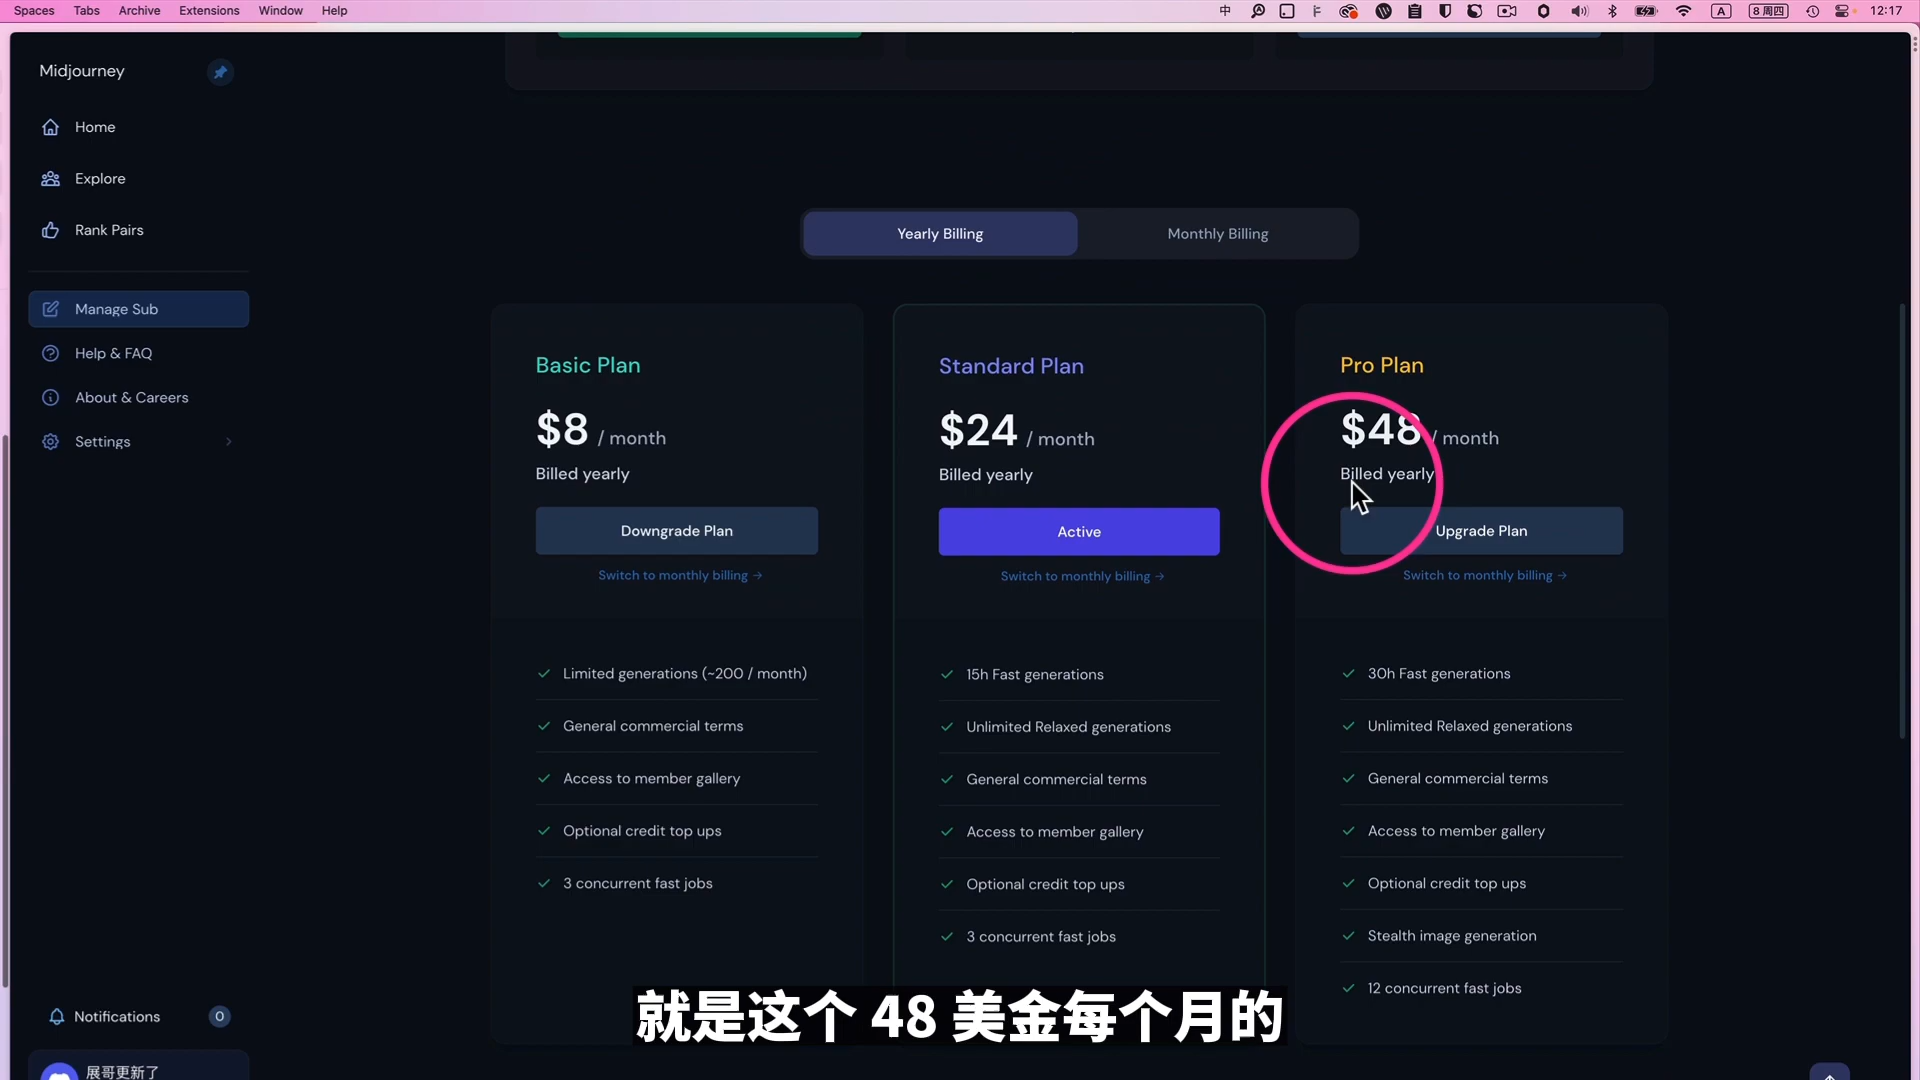 Spaces Tabs Archive Extensions Window Help
中 A 8 周四 12:17
Midjourney
Home
Explore
Rank Pairs
Manage Sub
Help & FAQ
About & Careers
Settings
Notifications 0
展哥更新了
Yearly Billing Monthly Billing
Basic Plan
$8 / month
Billed yearly
Downgrade Plan
Switch to monthly billing →
Limited generations (~200 / month)
General commercial terms
Access to member gallery
Optional credit top ups
3 concurrent fast jobs
Standard Plan
$24 / month
Billed yearly
Active
Switch to monthly billing →
15h Fast generations
Unlimited Relaxed generations
General commercial terms
Access to member gallery
Optional credit top ups
3 concurrent fast jobs
Pro Plan
$48 / month
Billed yearly
Upgrade Plan
Switch to monthly billing →
30h Fast generations
Unlimited Relaxed generations
General commercial terms
Access to member gallery
Optional credit top ups
Stealth image generation
12 concurrent fast jobs
就是这个 48 美金每个月的